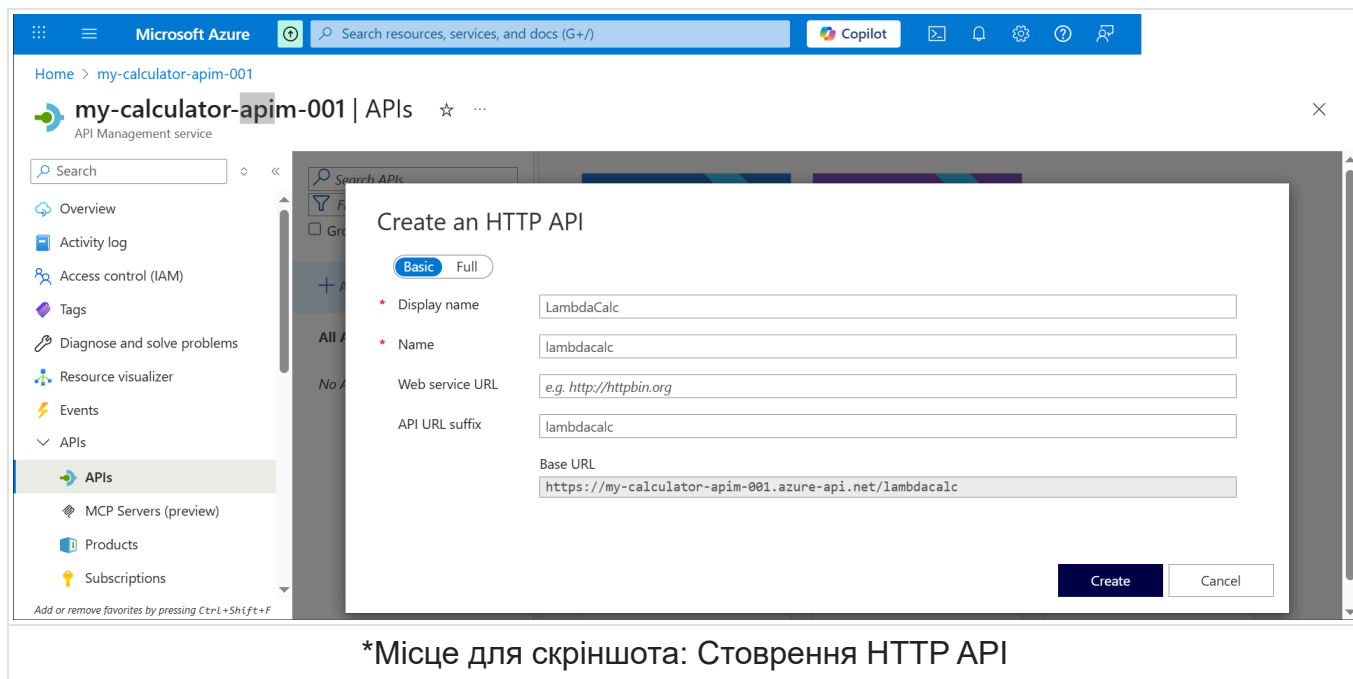 Microsoft Azure
Search resources, services, and docs (G+/)
Copilot
Home > my-calculator-apim-001
my-calculator-apim-001 | APIs
API Management service
Search
Overview
Activity log
Access control (IAM)
Tags
Diagnose and solve problems
Resource visualizer
Events
APIs
APIs
MCP Servers (preview)
Products
Subscriptions
Add or remove favorites by pressing Ctrl+Shift+F
Search APIs
All
Create an HTTP API
Basic Full
* Display name LambdaCalc
* Name lambdacalc
Web service URL e.g. http://httpbin.org
API URL suffix lambdacalc
Base URL
https://my-calculator-apim-001.azure-api.net/lambdacalc
Create Cancel
*Місце для скріншота: Стоврення HTTP API